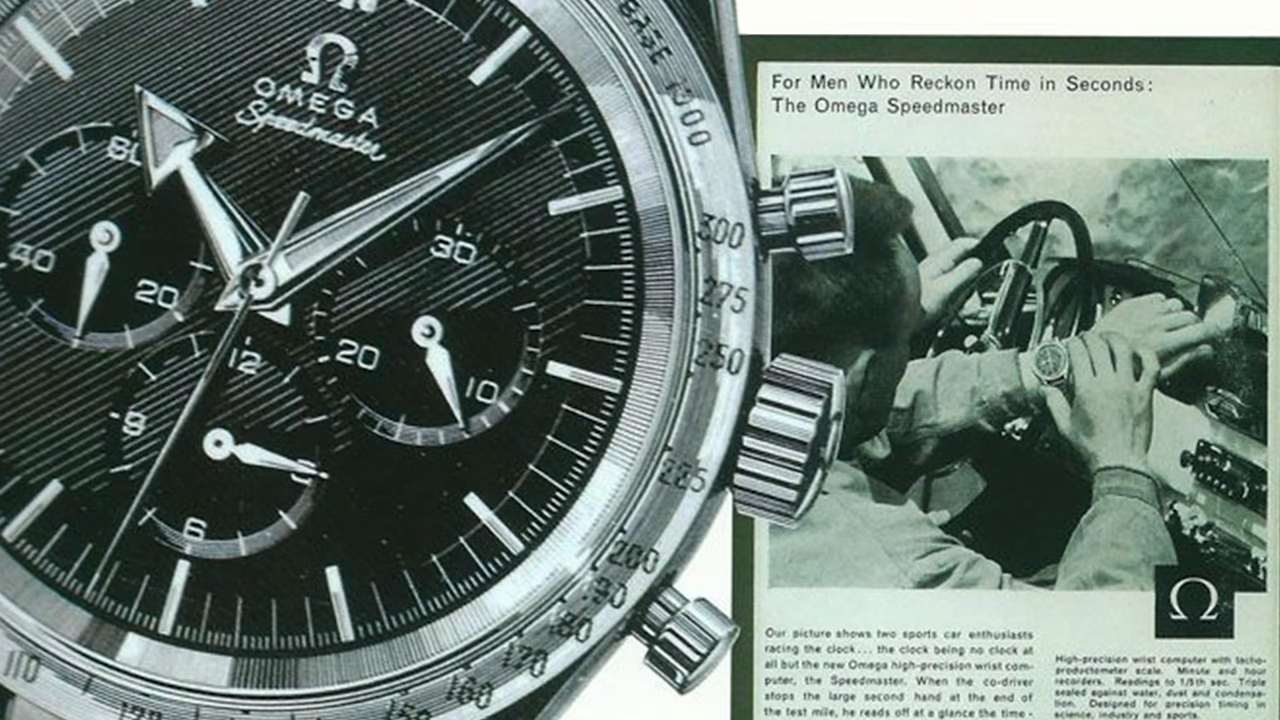 BASE 1000
OMEGA
Speedmaster
60
300
30
40
275
20
12
20
250
10
9
3
6
200
170
160
150
110
For Men Who Reckon Time in Seconds:
The Omega Speedmaster
Ω
Our picture shows two sports car enthusiasts
racing the clock... the clock being no clock at
all but the new Omega high-precision wrist com-
puter, the Speedmaster. When the co-driver
stops the large second hand at the end of
the test mile, he reads off at a glance the time-
High-precision wrist computer with tacho-
productometer scale. Minute and hour
recorders. Readings to 1/5th sec. Triple
sealed against water, dust and condensa-
tion. Designed for precision timing in
science, industry and sport.